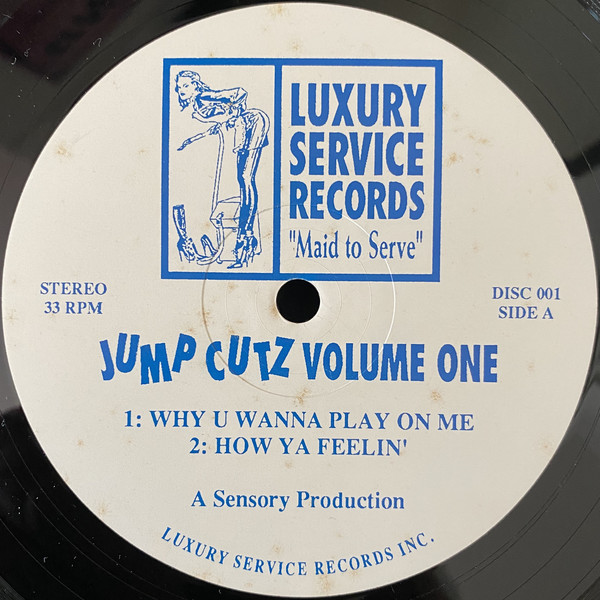 LUXURY
SERVICE
RECORDS
"Maid to Serve"
STEREO
33 RPM
DISC 001
SIDE A
JUMP CUTZ VOLUME ONE
1: WHY U WANNA PLAY ON ME
2: HOW YA FEELIN'
A Sensory Production
LUXURY SERVICE RECORDS INC.